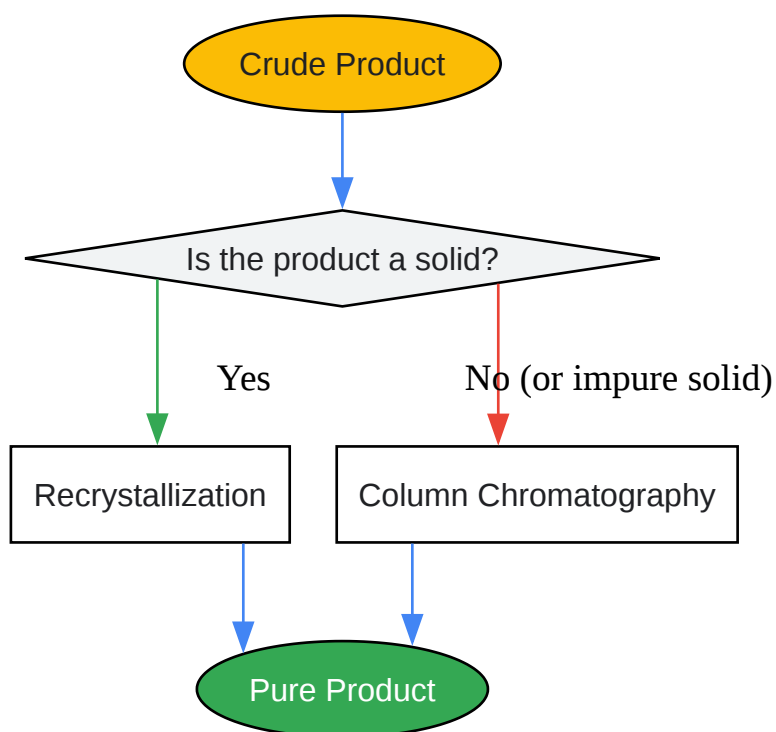 Crude Product
Is the product a solid?
Yes
No (or impure solid)
Recrystallization
Column Chromatography
Pure Product